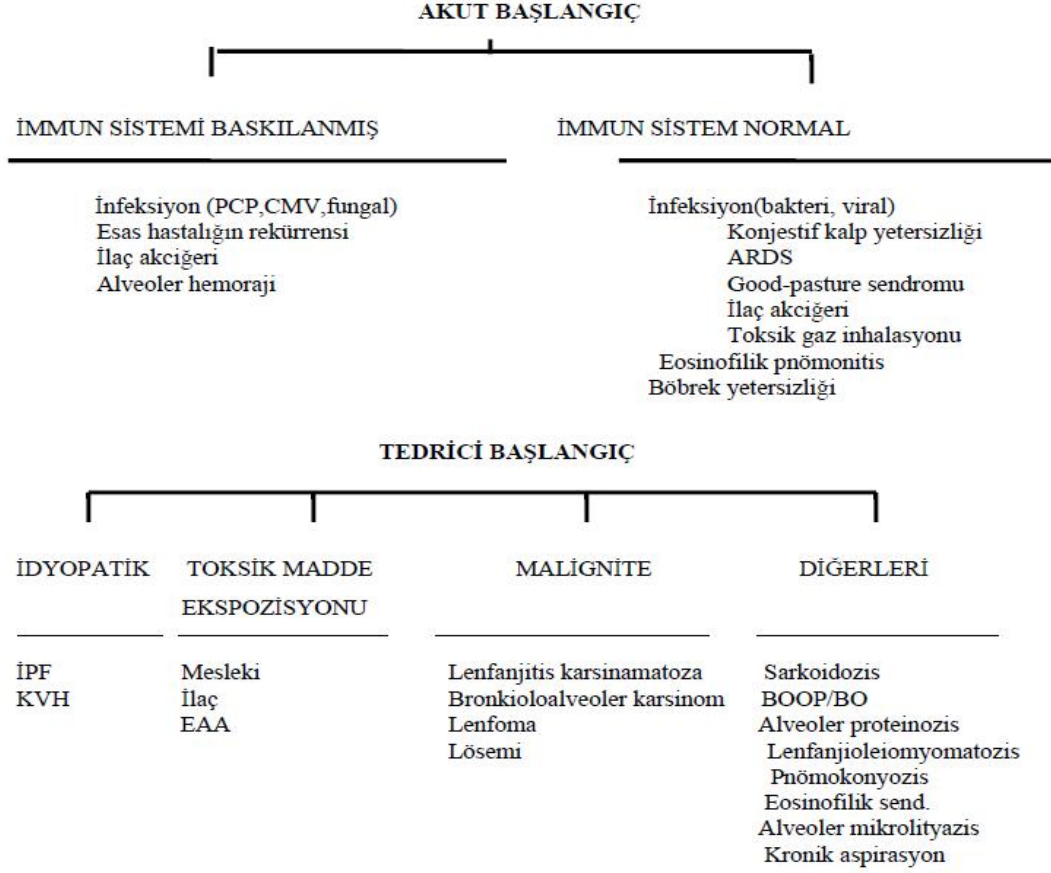 AKUT BAŞLANGIÇ
İMMUN SİSTEMİ BASKILANMIŞ
İnfeksiyon (PCP,CMV,fungal)
Esas hastalığın rekürrensi
İlaç akciğeri
Alveoler hemoraji
İMMUN SİSTEM NORMAL
İnfeksiyon(bakteri, viral)
Konjestif kalp yetersizliği
ARDS
Good-pasture sendromu
İlaç akciğeri
Toksik gaz inhalasyonu
Eosinofilik pnömonitis
Böbrek yetersizliği
TEDRİCİ BAŞLANGIÇ
İDYOPATİK
İPF
KVH
TOKSİK MADDE
EKSPOZİSYONU
Mesleki
İlaç
EAA
MALİGNİTE
Lenfanjitis karsinamatoza
Bronkioloalveoler karsinom
Lenfoma
Lösemi
DİĞERLERİ
Sarkoidozis
BOOP/BO
Alveoler proteinozis
Lenfanjioleiomyomatozis
Pnömokonyozis
Eosinofilik send.
Alveoler mikrolityazis
Kronik aspirasyon